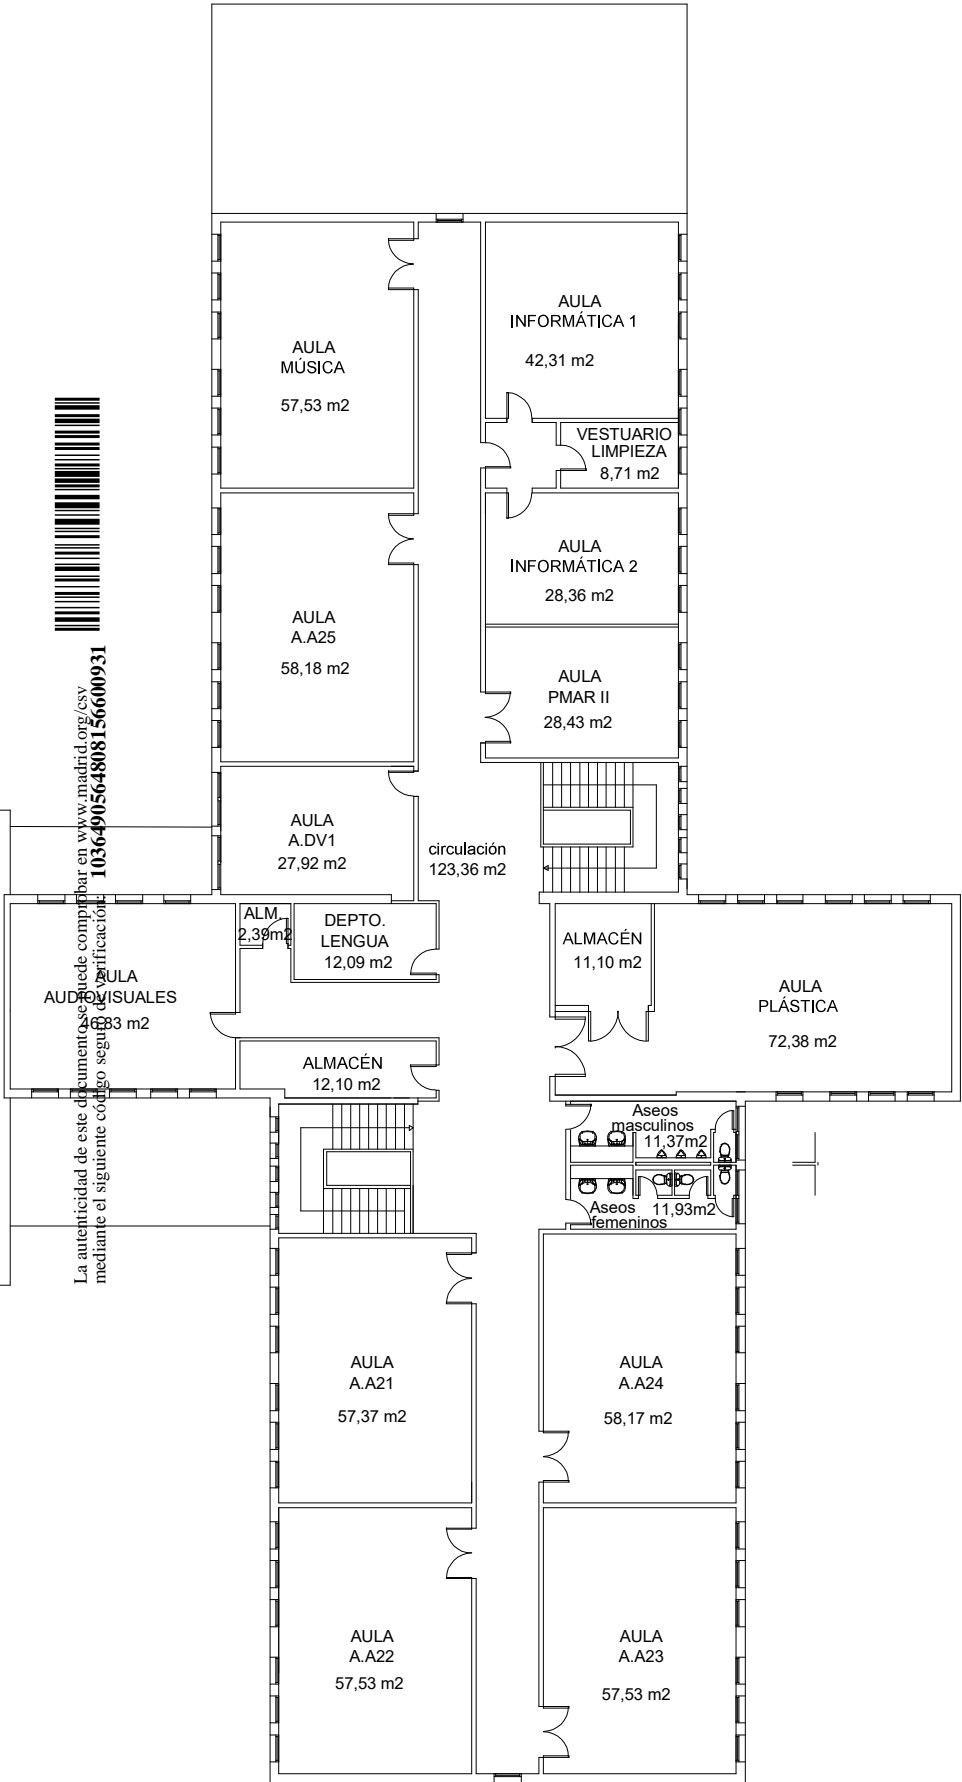 AULA
MÚSICA
57,53 m2
AULA
INFORMÁTICA 1
42,31 m2
VESTUARIO
LIMPIEZA
8,71 m2
AULA
A.A25
58,18 m2
AULA
INFORMÁTICA 2
28,36 m2
AULA
PMAR II
28,43 m2
AULA
A.DV1
27,92 m2
circulación
123,36 m2
ALM.
2,39m2
DEPTO.
LENGUA
12,09 m2
ALMACÉN
11,10 m2
AULA
AUDIOVISUALES
46,83 m2
AULA
PLÁSTICA
72,38 m2
ALMACÉN
12,10 m2
Aseos
masculinos
11,37m2
Aseos
femeninos
11,93m2
AULA
A.A21
57,37 m2
AULA
A.A24
58,17 m2
AULA
A.A22
57,53 m2
AULA
A.A23
57,53 m2
La autenticidad de este documento se puede comprobar en www.madrid.org/csv
mediante el siguiente código seguro de verificación: 1036490564808156600931